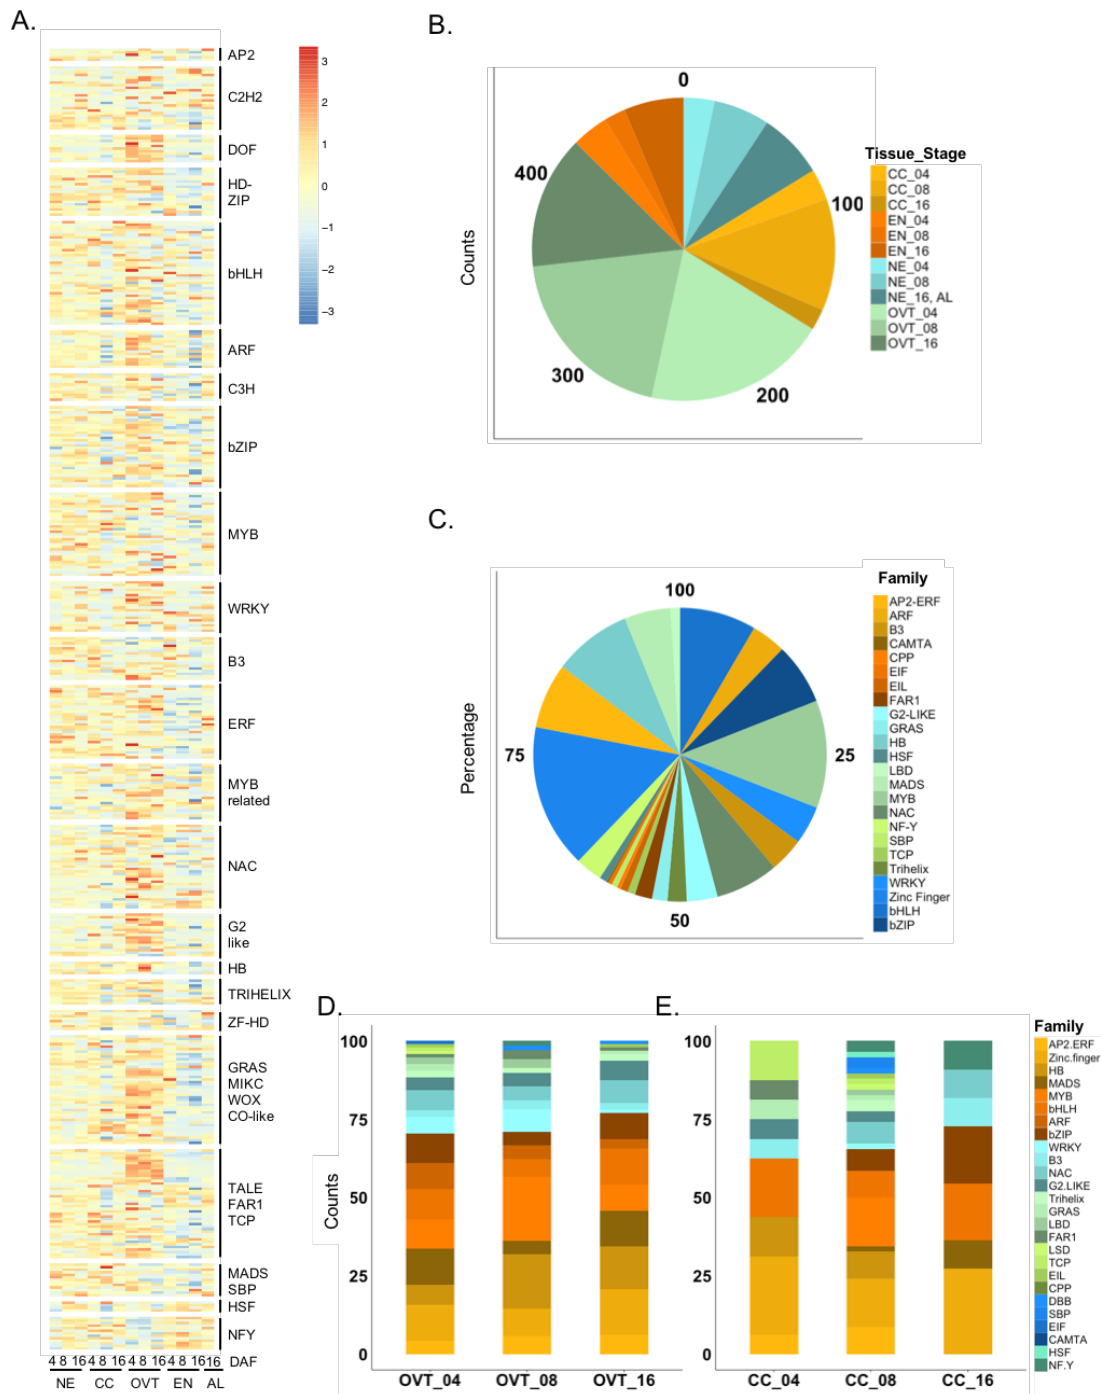 A.
AP2
C2H2
DOF
HD-
ZIP
bHLH
ARF
C3H
bZIP
MYB
WRKY
B3
ERF
MYB
related
NAC
G2
like
HB
TRIHELIX
ZF-HD
GRAS
MIKC
WOX
CO-like
TALE
FAR1
TCP
MADS
SBP
HSF
NFY
4 8 16 4 8 16 4 8 16 4 8 16 16 DAF
NE CC OVT EN AL
3
2
1
0
−1
−2
−3
B.
Counts
0
100
200
300
400
Tissue_Stage
CC_04
CC_08
CC_16
EN_04
EN_08
EN_16
NE_04
NE_08
NE_16, AL
OVT_04
OVT_08
OVT_16
C.
Percentage
100
25
50
75
Family
AP2-ERF
ARF
B3
CAMTA
CPP
EIF
EIL
FAR1
G2-LIKE
GRAS
HB
HSF
LBD
MADS
MYB
NAC
NF-Y
SBP
TCP
Trihelix
WRKY
Zinc Finger
bHLH
bZIP
D.
Counts
100
75
50
25
0
OVT_04 OVT_08 OVT_16
E.
100
75
50
25
0
CC_04 CC_08 CC_16
Family
AP2.ERF
Zinc.finger
HB
MADS
MYB
bHLH
ARF
bZIP
WRKY
B3
NAC
G2.LIKE
Trihelix
GRAS
LBD
FAR1
LSD
TCP
EIL
CPP
DBB
SBP
EIF
CAMTA
HSF
NF.Y